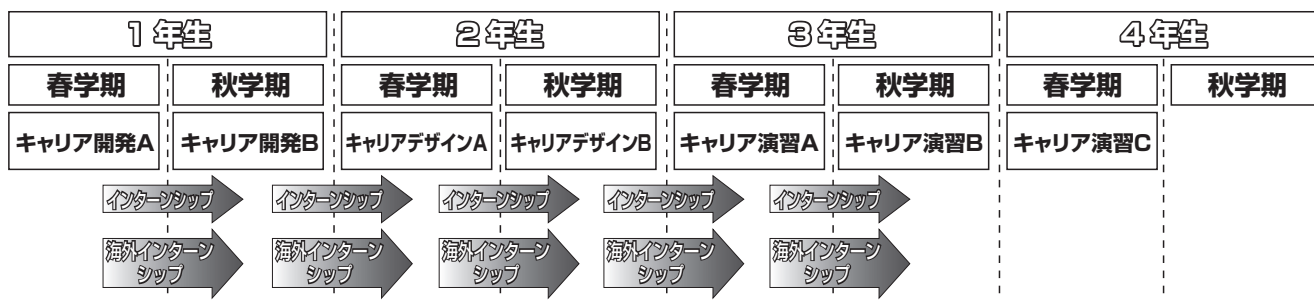 1年生 2年生 3年生 4年生
春学期 秋学期 春学期 秋学期 春学期 秋学期 春学期 秋学期
キャリア開発A キャリア開発B キャリアデザインA キャリアデザインB キャリア演習A キャリア演習B キャリア演習C
インターンシップ インターンシップ インターンシップ インターンシップ インターンシップ
海外インターン 海外インターン 海外インターン 海外インターン 海外インターン
シップ シップ シップ シップ シップ